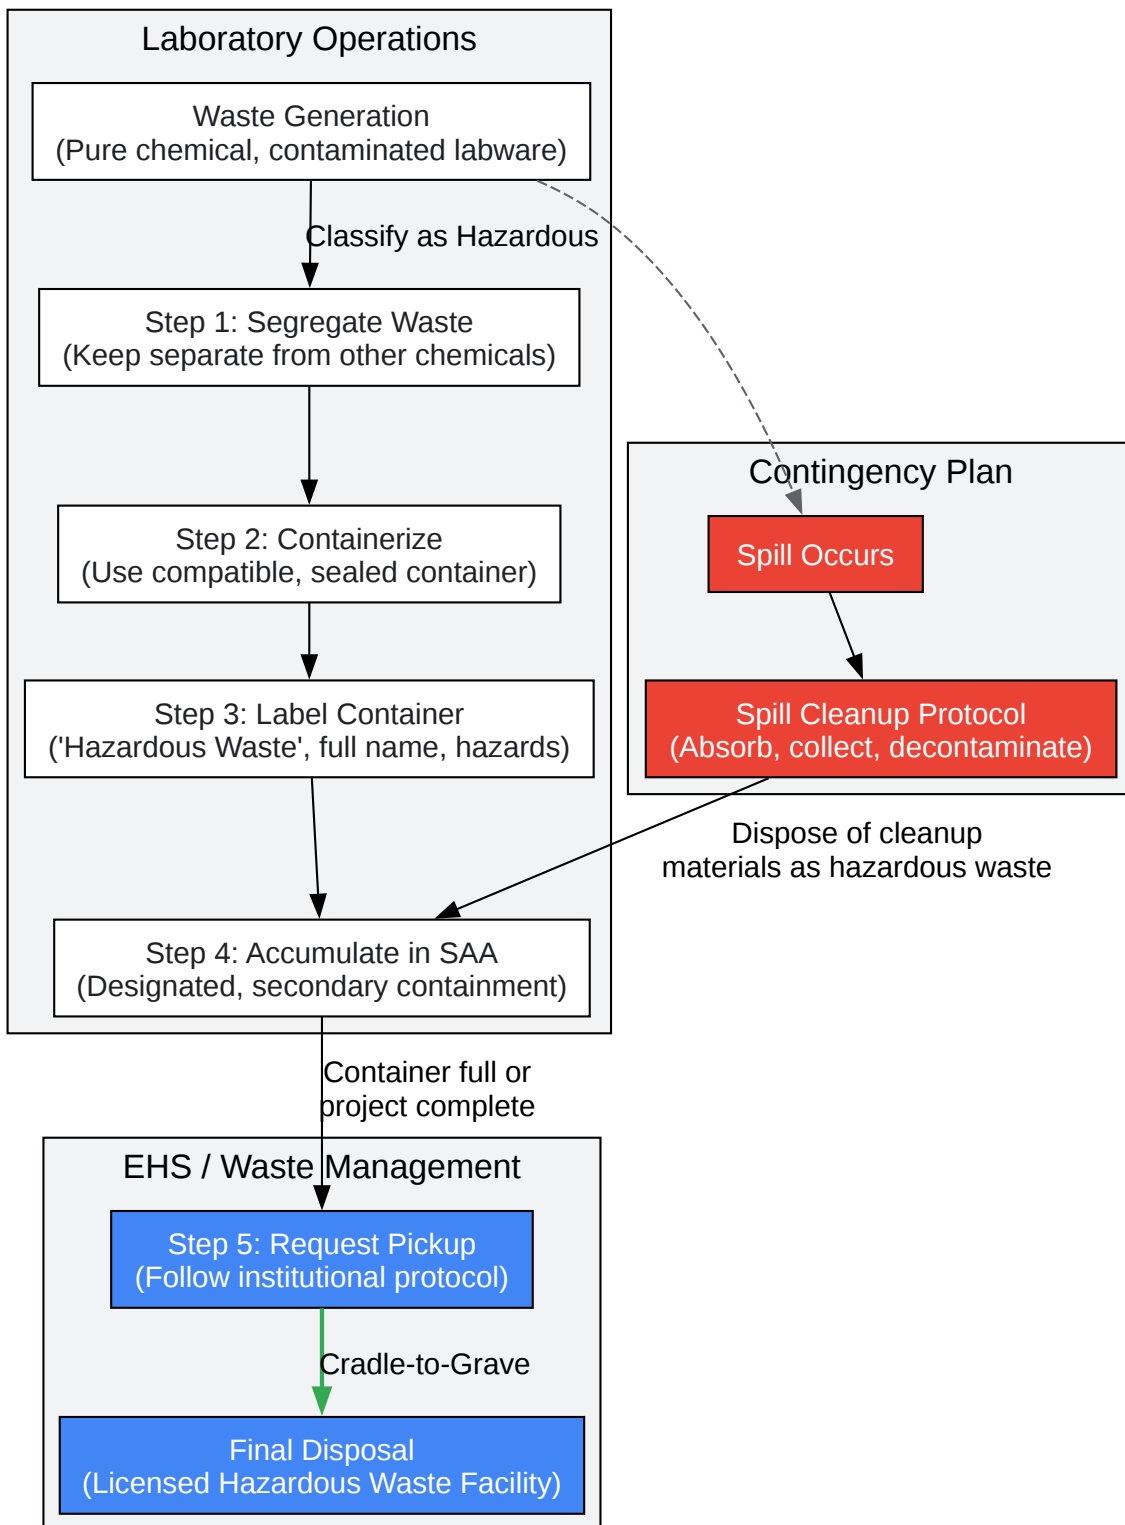 Laboratory Operations
Waste Generation
(Pure chemical, contaminated labware)
Classify as Hazardous
Step 1: Segregate Waste
(Keep separate from other chemicals)
Step 2: Containerize
(Use compatible, sealed container)
Step 3: Label Container
('Hazardous Waste', full name, hazards)
Step 4: Accumulate in SAA
(Designated, secondary containment)
Contingency Plan
Spill Occurs
Spill Cleanup Protocol
(Absorb, collect, decontaminate)
Dispose of cleanup
materials as hazardous waste
Container full or
project complete
EHS / Waste Management
Step 5: Request Pickup
(Follow institutional protocol)
Cradle-to-Grave
Final Disposal
(Licensed Hazardous Waste Facility)